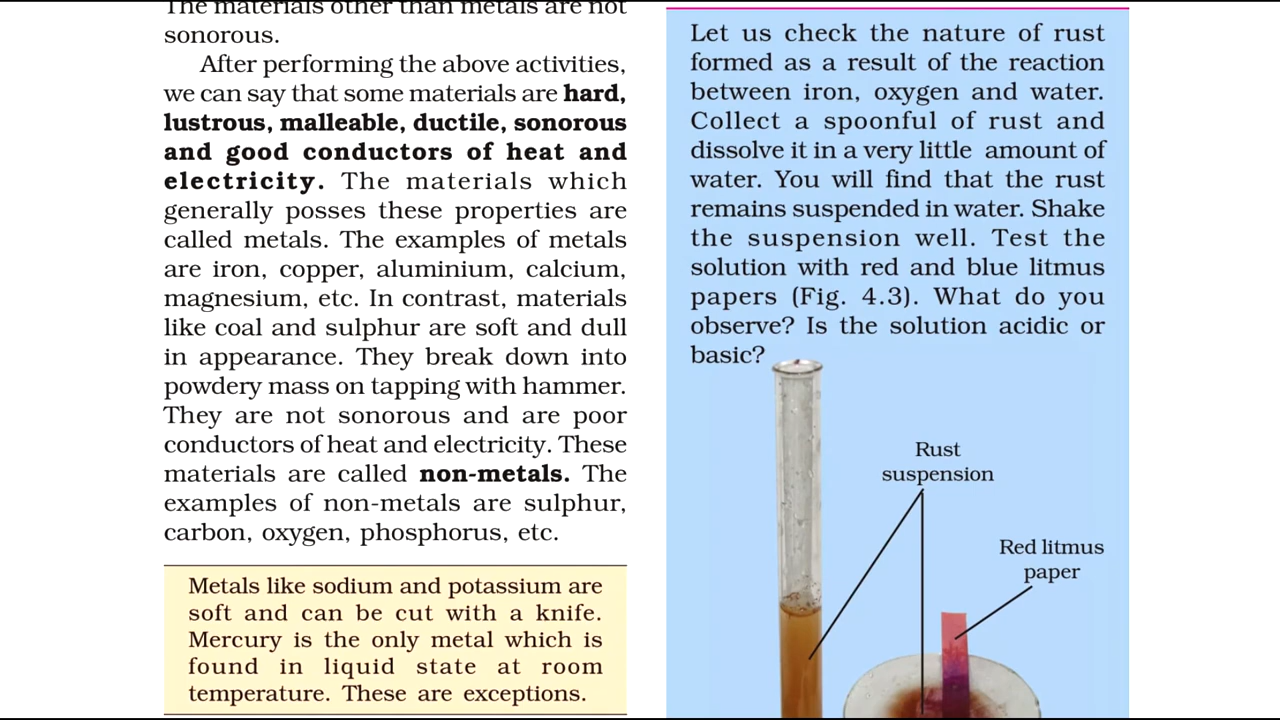 The materials other than metals are not
sonorous.
After performing the above activities,
we can say that some materials are hard,
lustrous, malleable, ductile, sonorous
and good conductors of heat and
electricity. The materials which
generally posses these properties are
called metals. The examples of metals
are iron, copper, aluminium, calcium,
magnesium, etc. In contrast, materials
like coal and sulphur are soft and dull
in appearance. They break down into
powdery mass on tapping with hammer.
They are not sonorous and are poor
conductors of heat and electricity. These
materials are called non-metals. The
examples of non-metals are sulphur,
carbon, oxygen, phosphorus, etc.
Metals like sodium and potassium are
soft and can be cut with a knife.
Mercury is the only metal which is
found in liquid state at room
temperature. These are exceptions.
Let us check the nature of rust
formed as a result of the reaction
between iron, oxygen and water.
Collect a spoonful of rust and
dissolve it in a very little amount of
water. You will find that the rust
remains suspended in water. Shake
the suspension well. Test the
solution with red and blue litmus
papers (Fig. 4.3). What do you
observe? Is the solution acidic or
basic?
Rust
suspension
Red litmus
paper